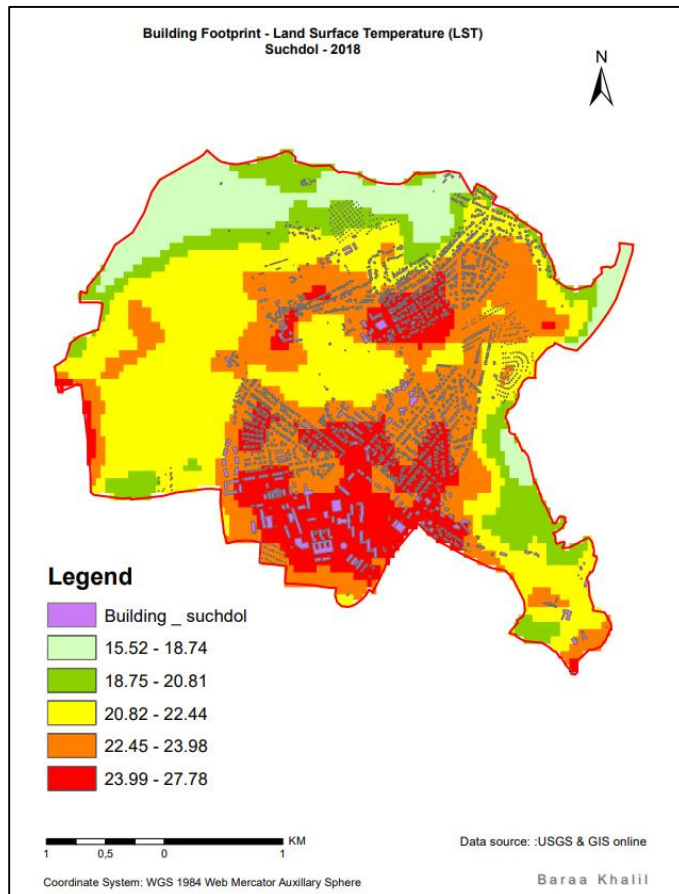 Building Footprint - Land Surface Temperature (LST)
Suchdol - 2018
N
Legend
Building _ suchdol
15.52 - 18.74
18.75 - 20.81
20.82 - 22.44
22.45 - 23.98
23.99 - 27.78
KM
1 0,5 0 1
Data source: :USGS & GIS online
Coordinate System: WGS 1984 Web Mercator Auxillary Sphere
Baraa Khalil